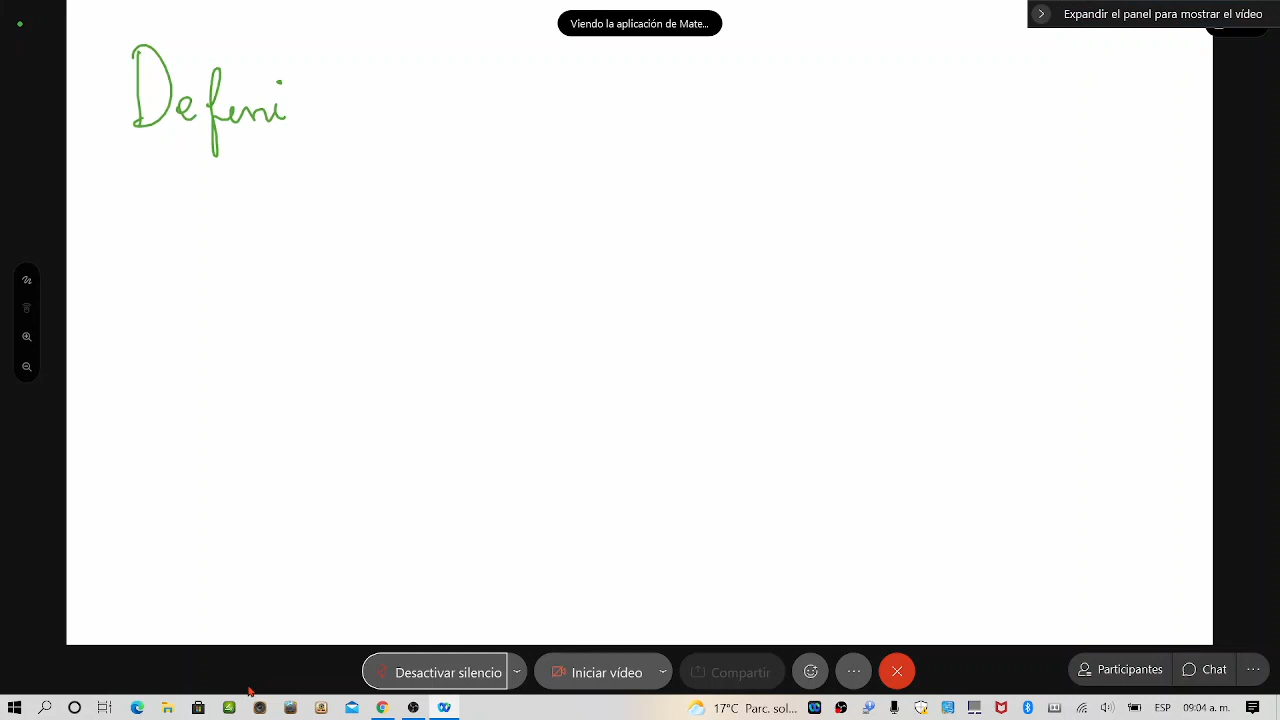 Viendo la aplicación de Mate...
Expandir el panel para mostrar el vídeo
Defini
Desactivar silencio
Iniciar vídeo
Compartir
Participantes
Chat
17°C Parc. sol...
ESP
09:04 a. m.